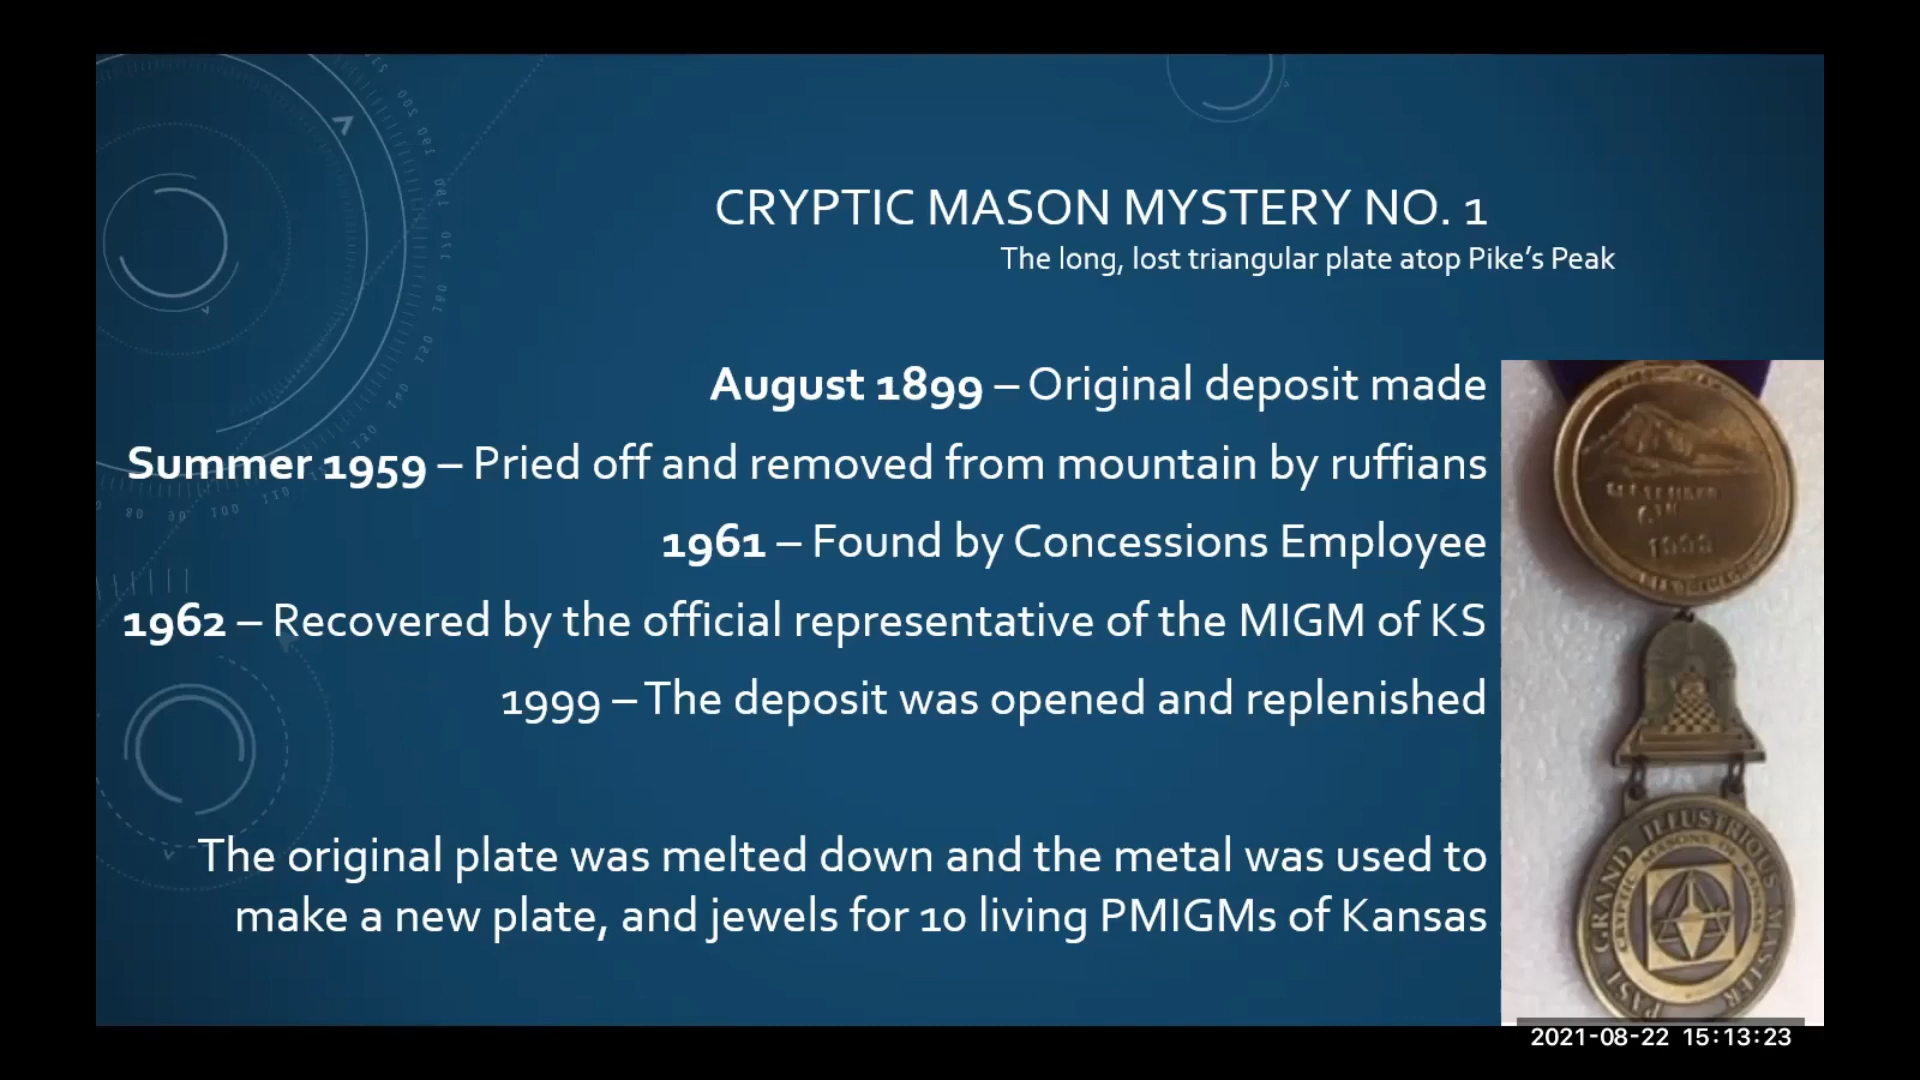 CRYPTIC MASON MYSTERY NO. 1
The long, lost triangular plate atop Pike's Peak
August 1899 – Original deposit made
Summer 1959 – Pried off and removed from mountain by ruffians
1961 – Found by Concessions Employee
1962 – Recovered by the official representative of the MIGM of KS
1999 – The deposit was opened and replenished
The original plate was melted down and the metal was used to
make a new plate, and jewels for 10 living PMIGMs of Kansas
PAST GRAND ILLUSTRIOUS MASTER
CRYPTIC MASONS OF KANSAS
2021-08-22 15:13:23